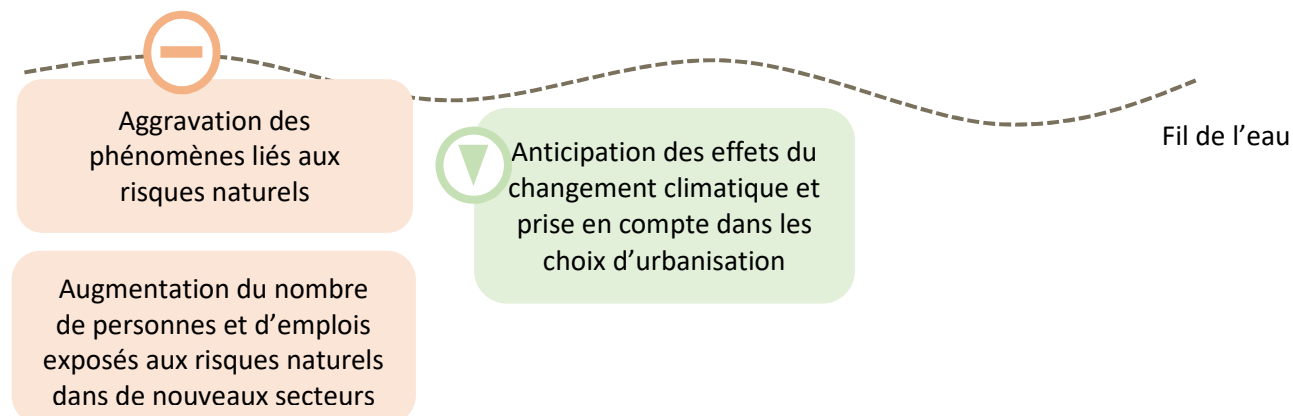 Aggravation des
phénomènes liés aux
risques naturels
Augmentation du nombre
de personnes et d'emplois
exposés aux risques naturels
dans de nouveaux secteurs
Anticipation des effets du
changement climatique et
prise en compte dans les
choix d'urbanisation
Fil de l'eau